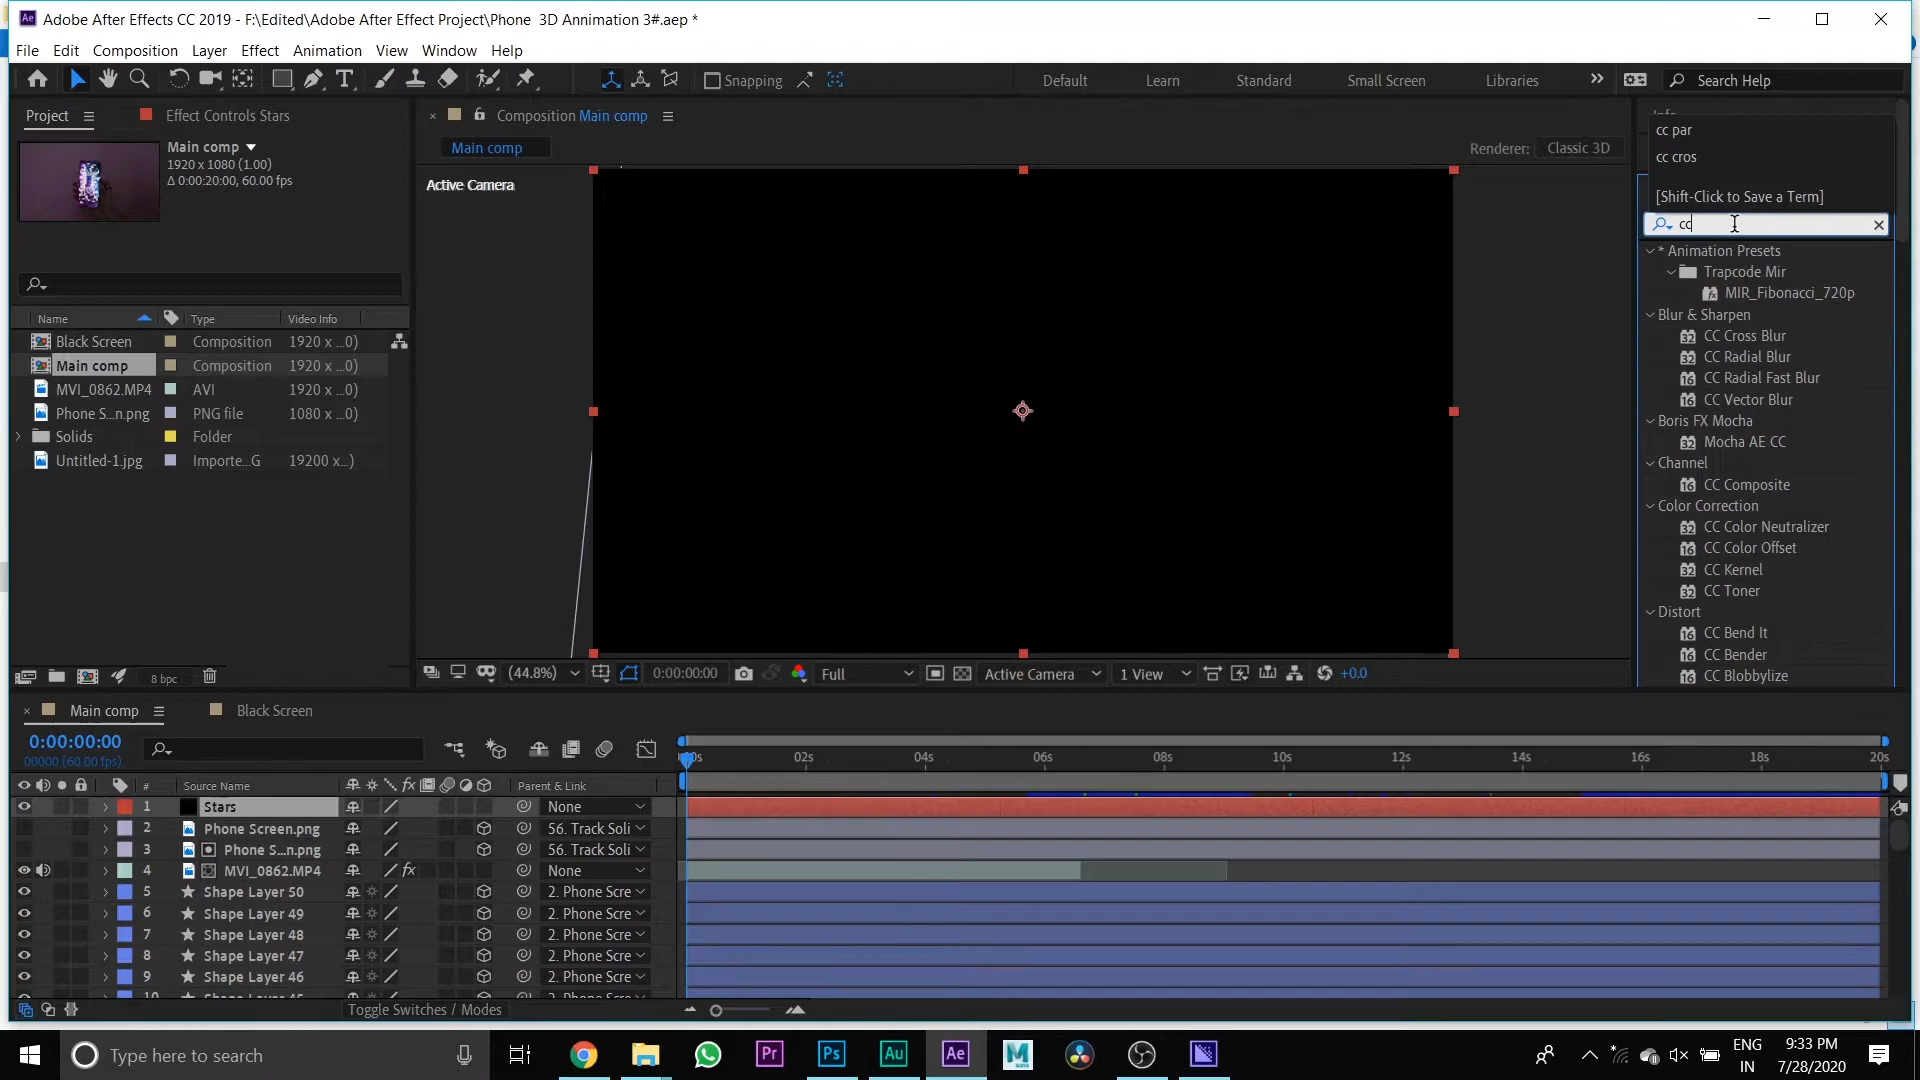 Adobe After Effects CC 2019 - F:\Edited\Adobe After Effect Project\Phone  3D Annimation 3#.aep *
File Edit Composition Layer Effect Animation View Window Help
Snapping
Default Learn Standard Small Screen Libraries Search Help
Project
Effect Controls Stars
Main comp
1920 x 1080 (1.00)
Δ 0:00:20:00, 60.00 fps
Name Type Video Info
Black Screen Composition 1920 x ...0)
Main comp Composition 1920 x ...0)
MVI_0862.MP4 AVI 1920 x ...0)
Phone S...n.png PNG file 1080 x ...0)
Solids Folder
Untitled-1.jpg Importe...G 19200 x...)
8 bpc
Composition Main comp
Main comp
Renderer: Classic 3D
Active Camera
(44.8%) 0:00:00:00 Full Active Camera 1 View +0.0
Info
cc par
cc cros
[Shift-Click to Save a Term]
cc
* Animation Presets
Trapcode Mir
MIR_Fibonacci_720p
Blur & Sharpen
CC Cross Blur
CC Radial Blur
CC Radial Fast Blur
CC Vector Blur
Boris FX Mocha
Mocha AE CC
Channel
CC Composite
Color Correction
CC Color Neutralizer
CC Color Offset
CC Kernel
CC Toner
Distort
CC Bend It
CC Bender
CC Blobbylize
Main comp
Black Screen
0:00:00:00
00000 (60.00 fps)
02s 04s 06s 08s 10s 12s 14s 16s 18s 20s
# Source Name Parent & Link
1 Stars None
2 Phone Screen.png 56. Track Soli
3 Phone S...n.png 56. Track Soli
4 MVI_0862.MP4 fx None
5 Shape Layer 50 2. Phone Scre
6 Shape Layer 49 2. Phone Scre
7 Shape Layer 48 2. Phone Scre
8 Shape Layer 47 2. Phone Scre
9 Shape Layer 46 2. Phone Scre
10 Shape Layer 45 2. Phone Scre
Toggle Switches / Modes
Type here to search
Pr Ps Au Ae
ENG
IN
9:33 PM
7/28/2020